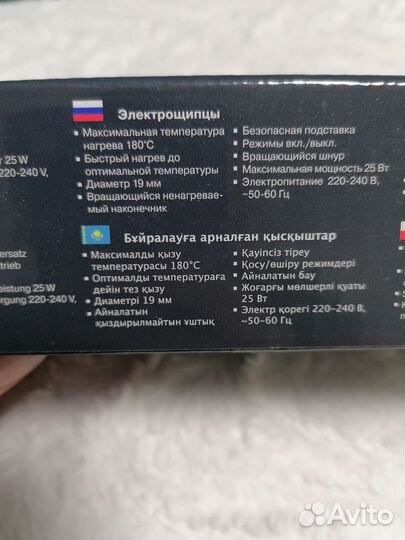 Электрощипцы
• Максимальная температура
нагрева 180°C
• Быстрый нагрев до
оптимальной температуры
• Диаметр 19 мм
• Вращающийся ненагревае-
мый наконечник
• Безопасная подставка
• Режимы вкл./выкл.
• Вращающийся шнур
• Максимальная мощность 25 Вт
• Электропитание 220-240 В,
~50-60 Гц
25 W
220-240 V,
Бұйралауға арналған қысқыштар
• Максималды қызу
температурасы 180°C
• Оптималды температураға
дейін тез қызу
• Диаметрі 19 мм
• Айналатын
қыздырылмайтын ұштық
• Қауіпсіз тіреу
• Қосу/өшіру режимдері
• Айналатын бау
• Жоғарғы мөлшерлі қуаты
25 Вт
• Электр қорегі 220-240 В,
~50-60 Гц
ersatz
trieb
eistung 25 W
orgung 220-240 V,
Avito